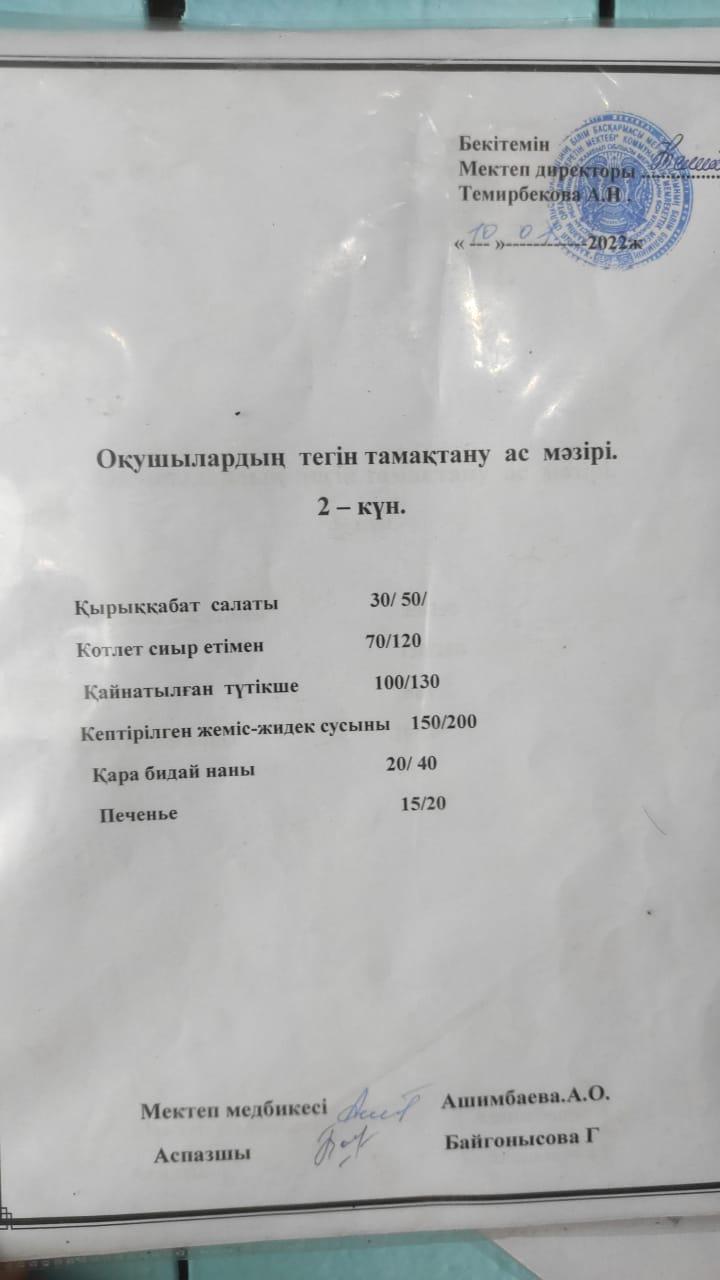 Бекітемін
Мектеп директоры ..............
Темирбекова А.Н .
« --- »------------2022ж
10 01
Оқушылардың тегін тамақтану ас мәзірі.
2 – күн.
Қырыққабат салаты 30/ 50/
Котлет сиыр етімен 70/120
Қайнатылған түтікше 100/130
Кептірілген жеміс-жидек сусыны 150/200
Қара бидай наны 20/ 40
Печенье 15/20
Мектеп медбикесі Ашимбаева.А.О.
Аспазшы Байгонысова Г